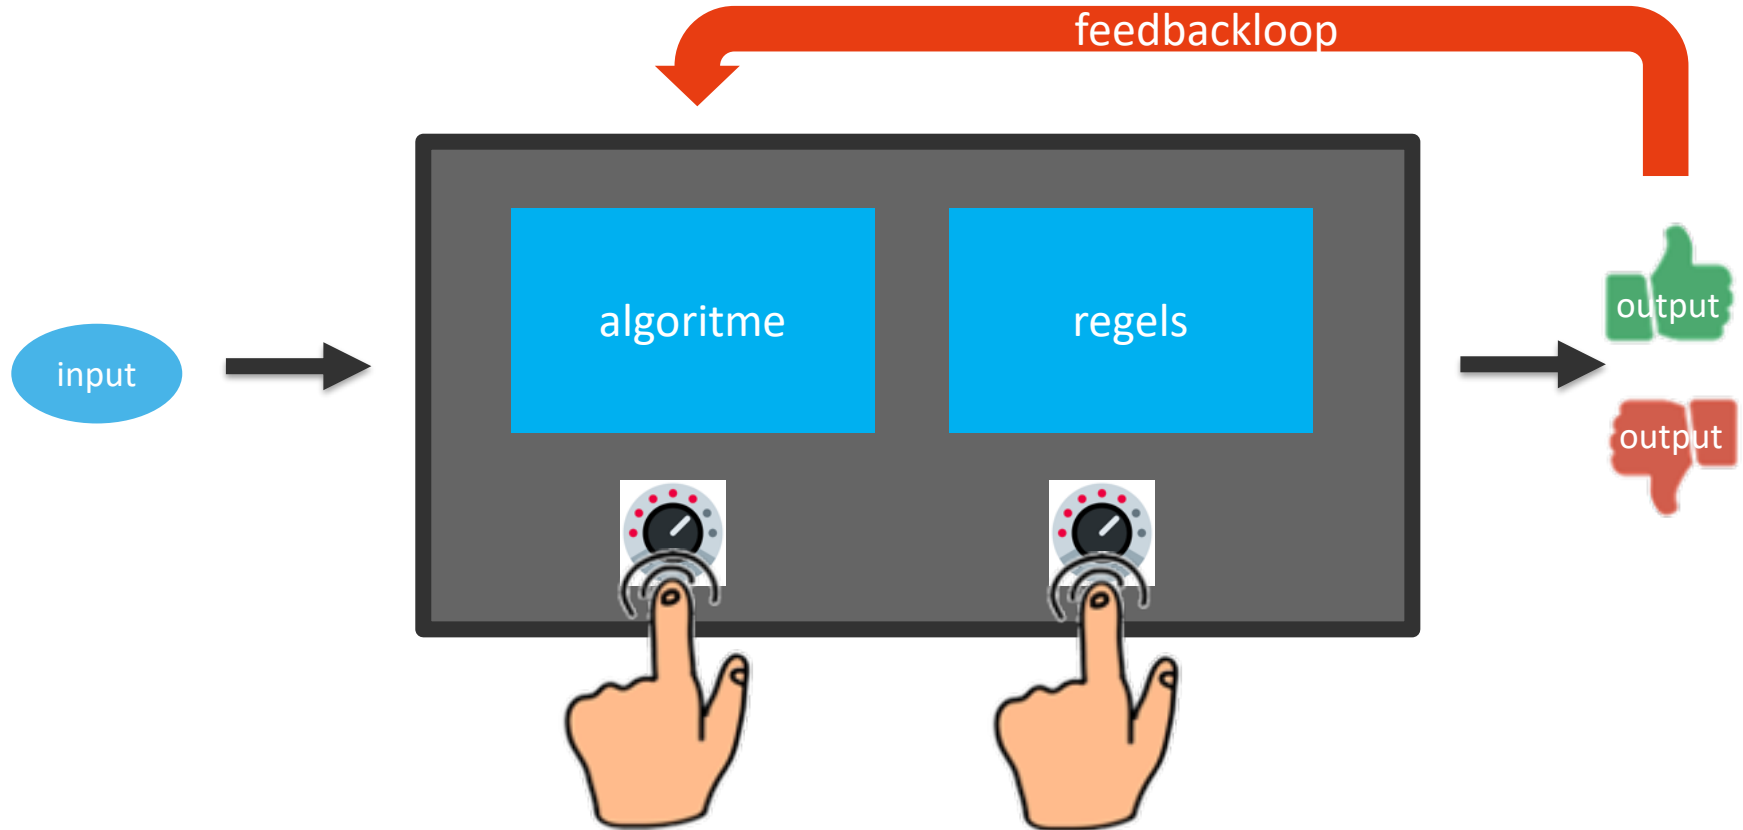 feedbackloop
algoritme
regels
input
output
output